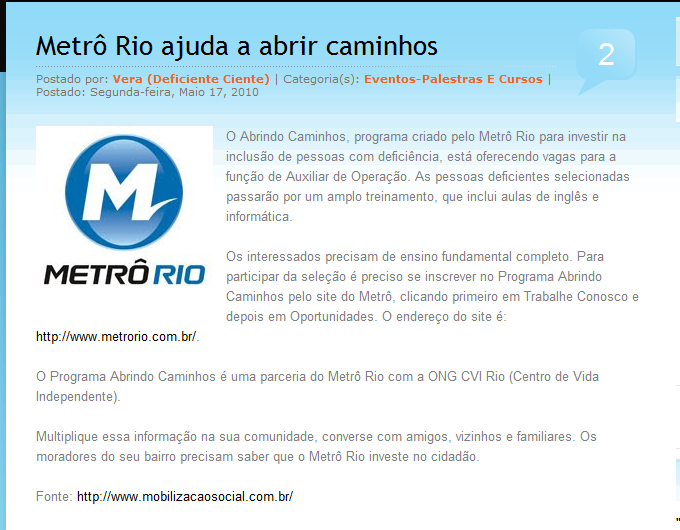 Metrô Rio ajuda a abrir caminhos
2
Postado por: Vera (Deficiente Ciente) | Categoria(s): Eventos-Palestras E Cursos |
Postado: Segunda-feira, Maio 17, 2010
M
METRÔ RIO
O Abrindo Caminhos, programa criado pelo Metrô Rio para investir na
inclusão de pessoas com deficiência, está oferecendo vagas para a
função de Auxiliar de Operação. As pessoas deficientes selecionadas
passarão por um amplo treinamento, que inclui aulas de inglês e
informática.
Os interessados precisam de ensino fundamental completo. Para
participar da seleção é preciso se inscrever no Programa Abrindo
Caminhos pelo site do Metrô, clicando primeiro em Trabalhe Conosco e
depois em Oportunidades. O endereço do site é:
http://www.metrorio.com.br/.
O Programa Abrindo Caminhos é uma parceria do Metrô Rio com a ONG CVI Rio (Centro de Vida
Independente).
Multiplique essa informação na sua comunidade, converse com amigos, vizinhos e familiares. Os
moradores do seu bairro precisam saber que o Metrô Rio investe no cidadão.
Fonte: http://www.mobilizacaosocial.com.br/